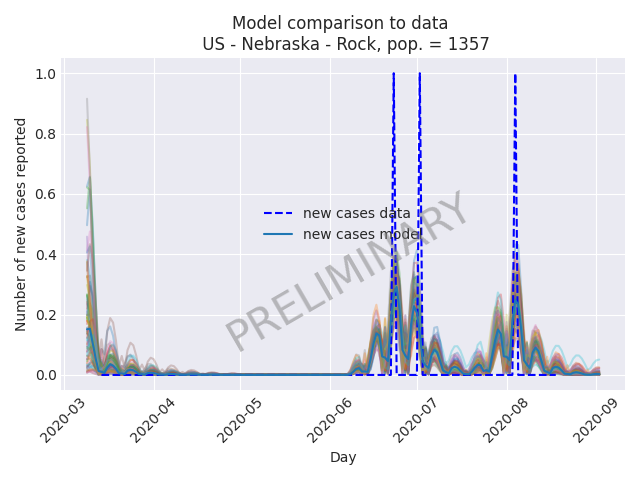 Model comparison to data
US - Nebraska - Rock, pop. = 1357
Number of new cases reported
1.0
0.8
0.6
0.4
0.2
0.0
new cases data
new cases model
PRELIMINARY
2020-03
2020-04
2020-05
2020-06
2020-07
2020-08
2020-09
Day